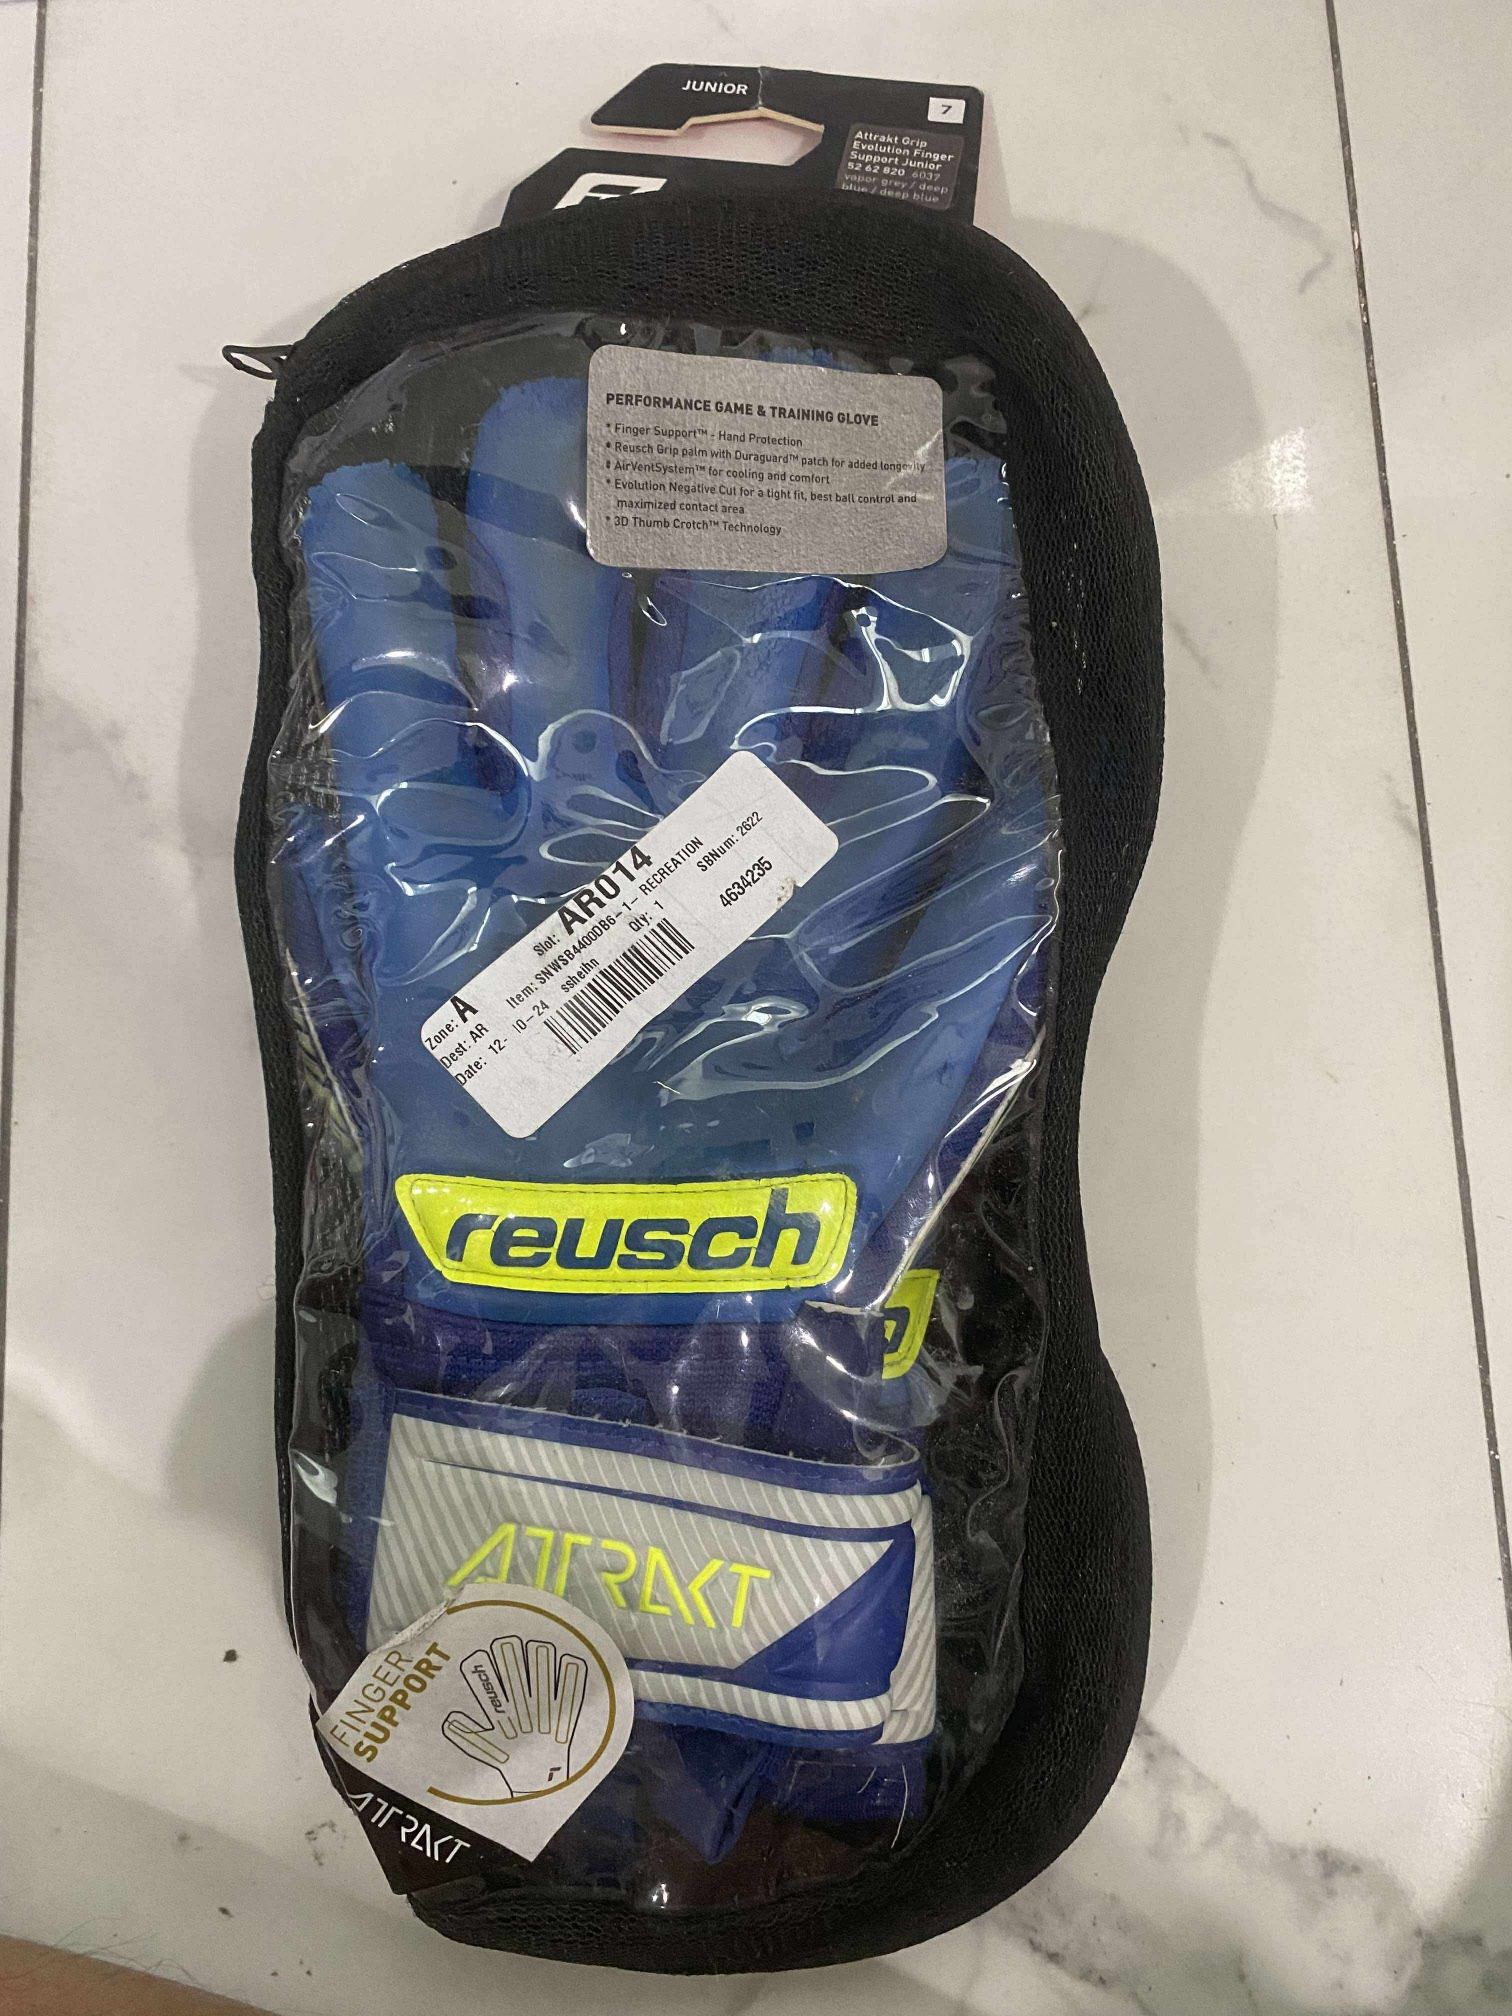 JUNIOR
7
Attrakt Grip
Evolution Finger
Support Junior
52 62 820 6037
vapor grey / deep
blue / deep blue
PERFORMANCE GAME & TRAINING GLOVE
* Finger Support™ - Hand Protection
* Reusch Grip palm with Duraguard™ patch for added longevity
* AirVentSystem™ for cooling and comfort
* Evolution Negative Cut for a tight fit, best ball control and
maximized contact area
* 3D Thumb Crotch™ Technology
Zone: A Slot: AR014
Dest: AR Item: SNWSB4400DB6-1- RECREATION
Date: 12- 10-24 ssheihn Qty: 1 SBNum: 2622
4634235
reusch
ATTRAKT
FINGER
SUPPORT
reusch
ATTRAKT